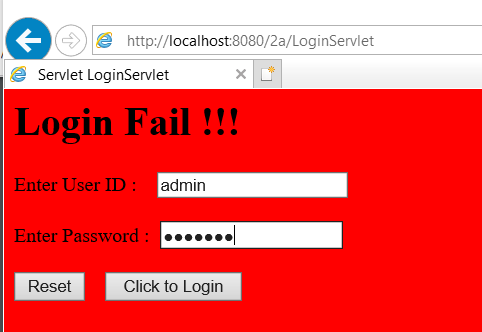 http://localhost:8080/2a/LoginServlet
Servlet LoginServlet
Login Fail !!!
Enter User ID : admin
Enter Password : ●●●●●●●
Reset Click to Login